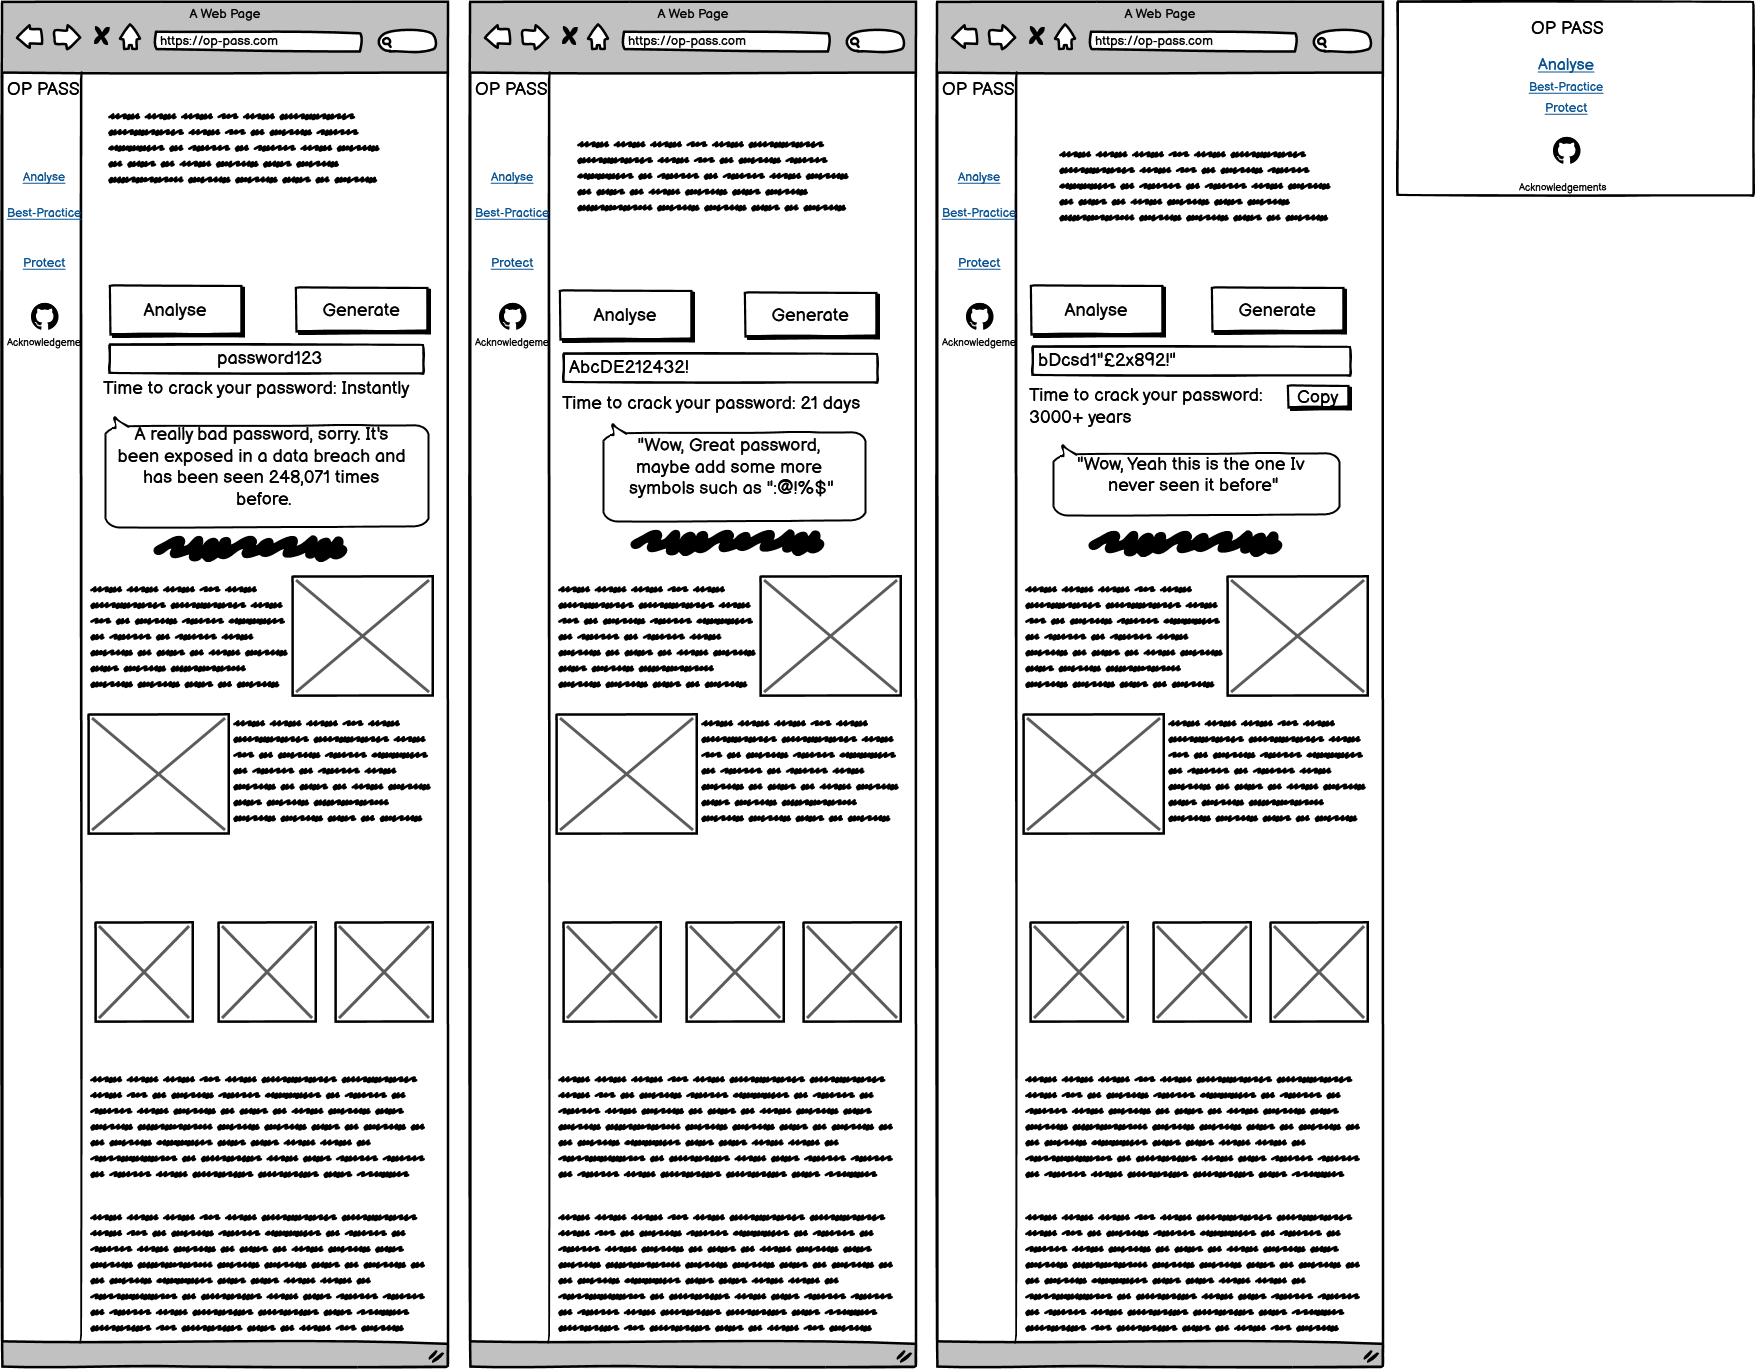 A Web Page
https://op-pass.com
OP PASS
Analyse
Best-Practice
Protect
Acknowledgeme
Analyse
Generate
password123
Time to crack your password: Instantly
A really bad password, sorry. It's
been exposed in a data breach and
has been seen 248,071 times
before.
A Web Page
https://op-pass.com
OP PASS
Analyse
Best-Practice
Protect
Acknowledgeme
Analyse
Generate
AbcDE212432!
Time to crack your password: 21 days
"Wow, Great password,
maybe add some more
symbols such as ":@!%$"
A Web Page
https://op-pass.com
OP PASS
Analyse
Best-Practice
Protect
Acknowledgeme
Analyse
Generate
bDcsd1"£2x892!"
Time to crack your password:
3000+ years
Copy
"Wow, Yeah this is the one Iv
never seen it before"
OP PASS
Analyse
Best-Practice
Protect
Acknowledgements